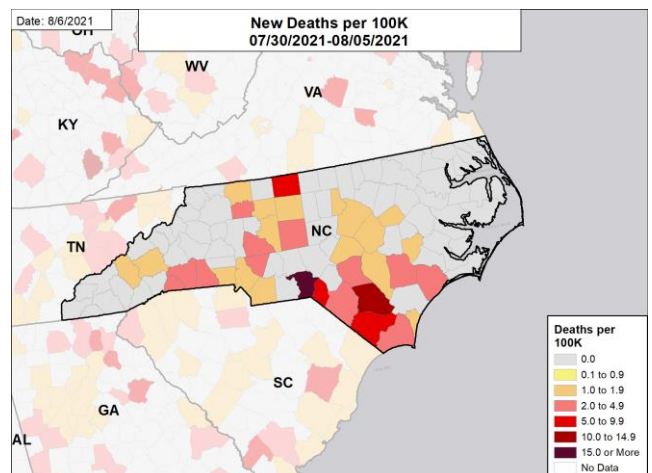 Date: 8/6/2021
New Deaths per 100K
07/30/2021-08/05/2021
OH
WV
VA
KY
NC
TN
SC
GA
AL
Deaths per
100K
0.0
0.1 to 0.9
1.0 to 1.9
2.0 to 4.9
5.0 to 9.9
10.0 to 14.9
15.0 or More
No Data